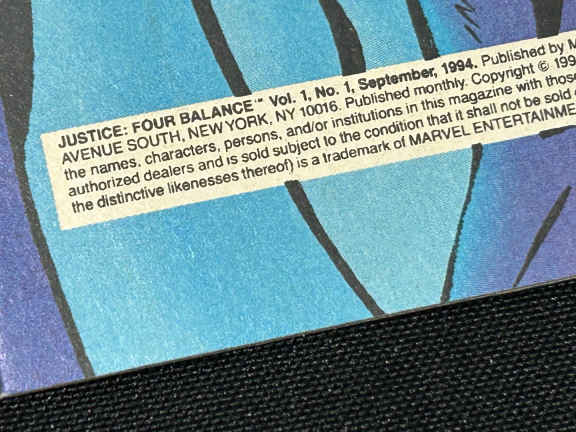 JUSTICE: FOUR BALANCE™ Vol. 1, No. 1, September, 1994. Published by M
AVENUE SOUTH, NEW YORK, NY 10016. Published monthly. Copyright © 199
the names, characters, persons, and/or institutions in this magazine with those
authorized dealers and is sold subject to the condition that it shall not be sold
the distinctive likenesses thereof) is a trademark of MARVEL ENTERTAINME